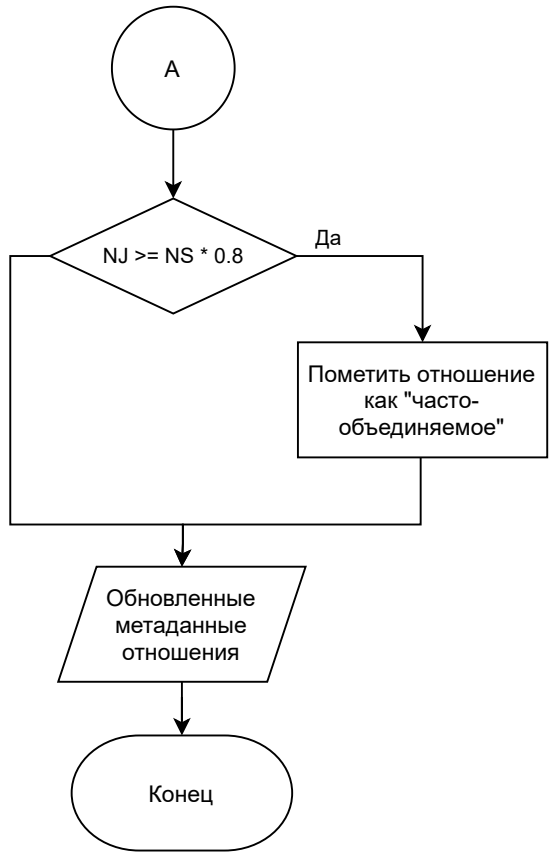 А
NJ >= NS * 0.8
Да
Пометить отношение
как "часто-
объединяемое"
Обновленные
метаданные
отношения
Конец